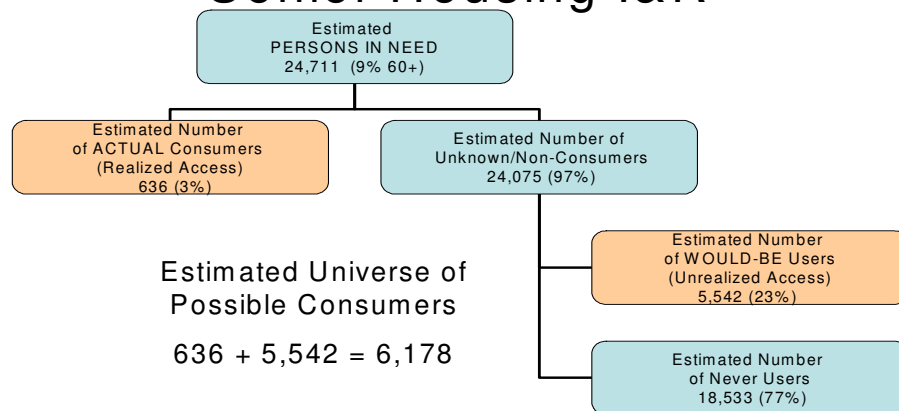 Senior Housing I&R
Estimated
PERSONS IN NEED
24,711 (9% 60+)
Estimated Number
of ACTUAL Consumers
(Realized Access)
636 (3%)
Estimated Number of
Unknown/Non-Consumers
24,075 (97%)
Estimated Number
of WOULD-BE Users
(Unrealized Access)
5,542 (23%)
Estimated Universe of
Possible Consumers
636 + 5,542 = 6,178
Estimated Number
of Never Users
18,533 (77%)